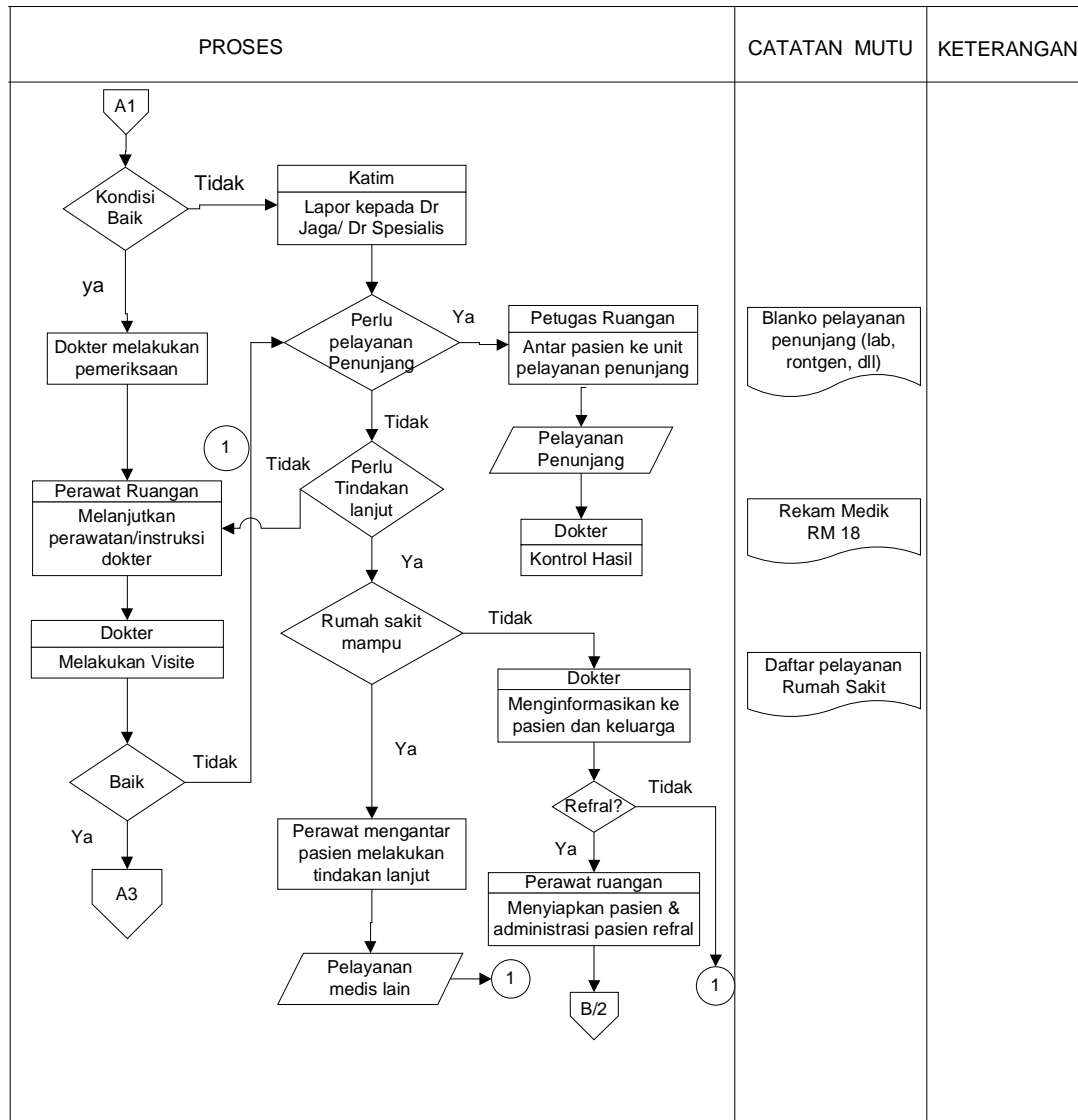 PROSES
CATATAN MUTU
KETERANGAN
A1
Kondisi
Baik
Tidak
ya
Katim
Lapor kepada Dr
Jaga/ Dr Spesialis
Perlu
pelayanan
Penunjang
Ya
Tidak
Petugas Ruangan
Antar pasien ke unit
pelayanan penunjang
Blanko pelayanan
penunjang (lab,
rontgen, dll)
Dokter melakukan
pemeriksaan
1
Pelayanan
Penunjang
Perlu
Tindakan
lanjut
Tidak
Ya
Perawat Ruangan
Melanjutkan
perawatan/instruksi
dokter
Dokter
Kontrol Hasil
Rekam Medik
RM 18
Rumah sakit
mampu
Tidak
Ya
Dokter
Melakukan Visite
Dokter
Menginformasikan ke
pasien dan keluarga
Daftar pelayanan
Rumah Sakit
Baik
Tidak
Ya
A3
Refral?
Tidak
Ya
Perawat mengantar
pasien melakukan
tindakan lanjut
Perawat ruangan
Menyiapkan pasien &
administrasi pasien refral
Pelayanan
medis lain
1
B/2
1